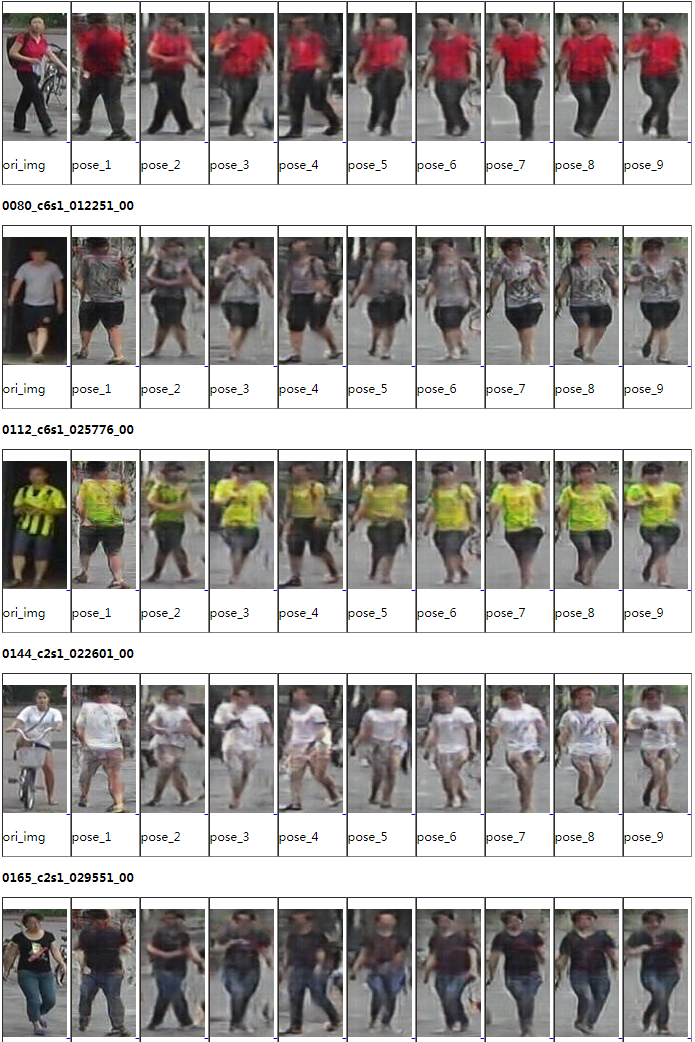 ori_img pose_1 pose_2 pose_3 pose_4 pose_5 pose_6 pose_7 pose_8 pose_9
0080_c6s1_012251_00
ori_img pose_1 pose_2 pose_3 pose_4 pose_5 pose_6 pose_7 pose_8 pose_9
0112_c6s1_025776_00
ori_img pose_1 pose_2 pose_3 pose_4 pose_5 pose_6 pose_7 pose_8 pose_9
0144_c2s1_022601_00
ori_img pose_1 pose_2 pose_3 pose_4 pose_5 pose_6 pose_7 pose_8 pose_9
0165_c2s1_029551_00